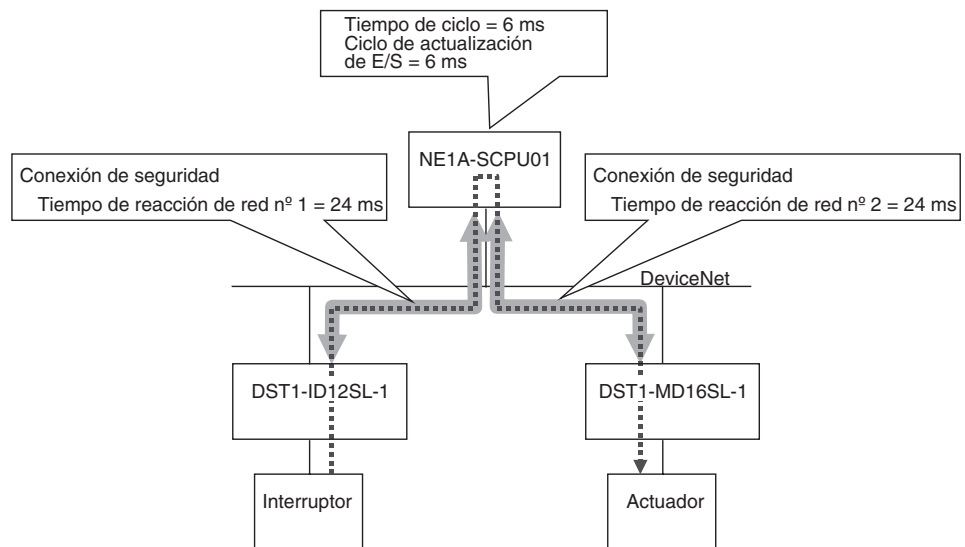 Tiempo de ciclo = 6 ms
Ciclo de actualización
de E/S = 6 ms
NE1A-SCPU01
Conexión de seguridad
Tiempo de reacción de red nº 1 = 24 ms
Conexión de seguridad
Tiempo de reacción de red nº 2 = 24 ms
DeviceNet
DST1-ID12SL-1
DST1-MD16SL-1
Interruptor
Actuador